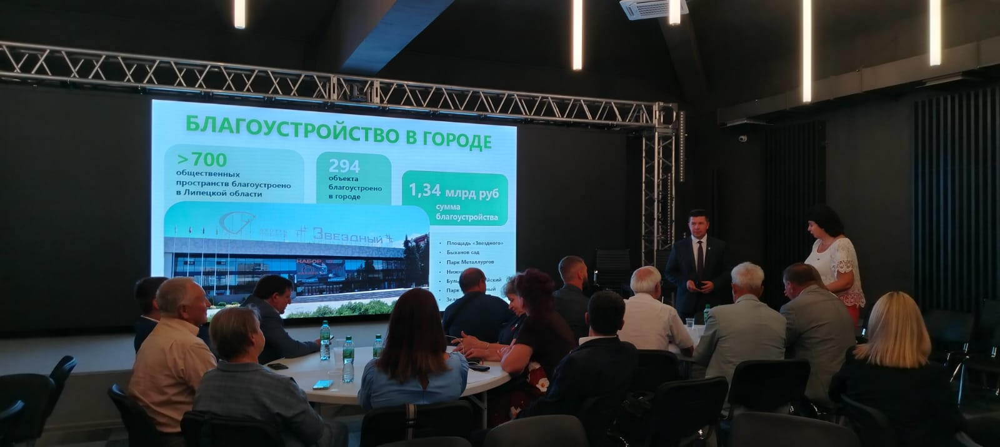 БЛАГОУСТРОЙСТВО В ГОРОДЕ
>700
общественных
пространств благоустроено
в Липецкой области
294
объекта
благоустроено
в городе
1,34 млрд руб
сумма
благоустройства
# Звездный #
НАБОР
• Площадь «Звездного»
• Быханов сад
• Парк Металлургов